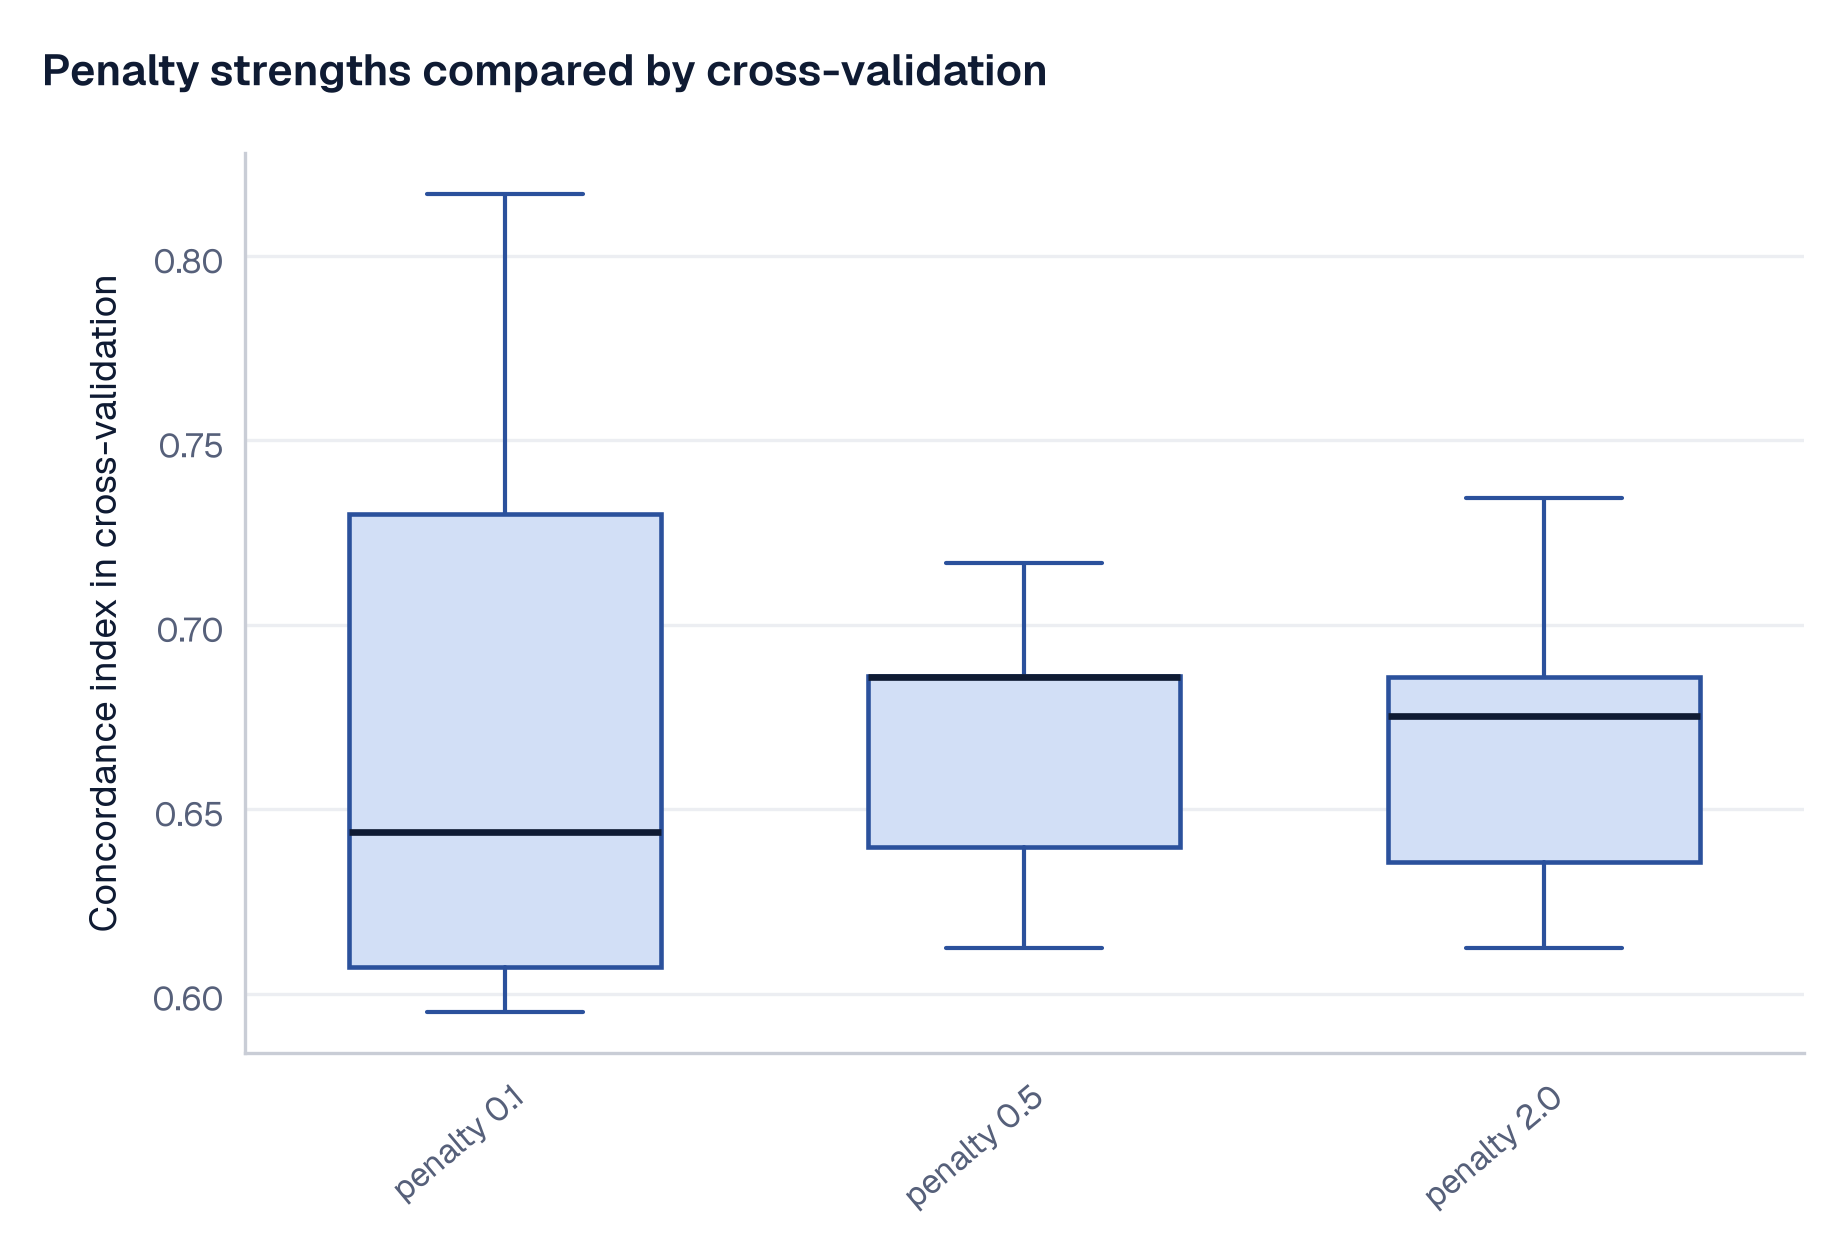 Penalty strengths compared by cross-validation
Concordance index in cross-validation
0.80
0.75
0.70
0.65
0.60
penalty 0.1
penalty 0.5
penalty 2.0